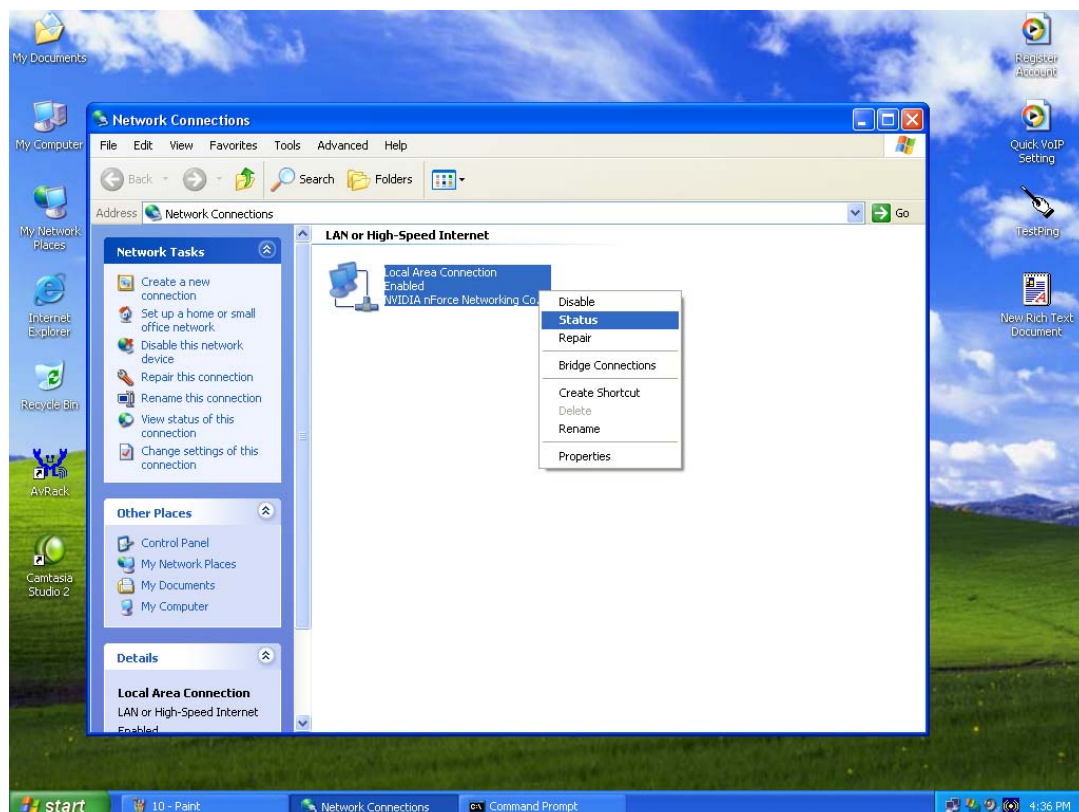 My Documents
My Computer
My Network
Places
Internet
Explorer
Recycle Bin
AvRack
Camtasia
Studio 2
Register
Account
Quick VoIP
Setting
TestPing
New Rich Text
Document
Network Connections
File Edit View Favorites Tools Advanced Help
Back Search Folders
Address Network Connections Go
Network Tasks
Create a new
connection
Set up a home or small
office network
Disable this network
device
Repair this connection
Rename this connection
View status of this
connection
Change settings of this
connection
Other Places
Control Panel
My Network Places
My Documents
My Computer
Details
Local Area Connection
LAN or High-Speed Internet
Enabled
LAN or High-Speed Internet
Local Area Connection
Enabled
NVIDIA nForce Networking Co..
Disable
Status
Repair
Bridge Connections
Create Shortcut
Delete
Rename
Properties
start 10 - Paint Network Connections Command Prompt 4:36 PM